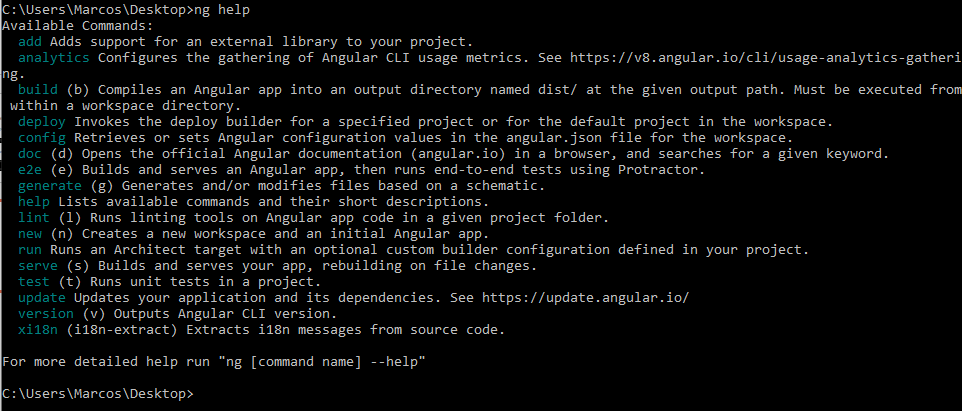 C:\Users\Marcos\Desktop>ng help
Available Commands:
  add Adds support for an external library to your project.
  analytics Configures the gathering of Angular CLI usage metrics. See https://v8.angular.io/cli/usage-analytics-gatheri
ng.
  build (b) Compiles an Angular app into an output directory named dist/ at the given output path. Must be executed from
 within a workspace directory.
  deploy Invokes the deploy builder for a specified project or for the default project in the workspace.
  config Retrieves or sets Angular configuration values in the angular.json file for the workspace.
  doc (d) Opens the official Angular documentation (angular.io) in a browser, and searches for a given keyword.
  e2e (e) Builds and serves an Angular app, then runs end-to-end tests using Protractor.
  generate (g) Generates and/or modifies files based on a schematic.
  help Lists available commands and their short descriptions.
  lint (l) Runs linting tools on Angular app code in a given project folder.
  new (n) Creates a new workspace and an initial Angular app.
  run Runs an Architect target with an optional custom builder configuration defined in your project.
  serve (s) Builds and serves your app, rebuilding on file changes.
  test (t) Runs unit tests in a project.
  update Updates your application and its dependencies. See https://update.angular.io/
  version (v) Outputs Angular CLI version.
  xi18n (i18n-extract) Extracts i18n messages from source code.

For more detailed help run "ng [command name] --help"

C:\Users\Marcos\Desktop>